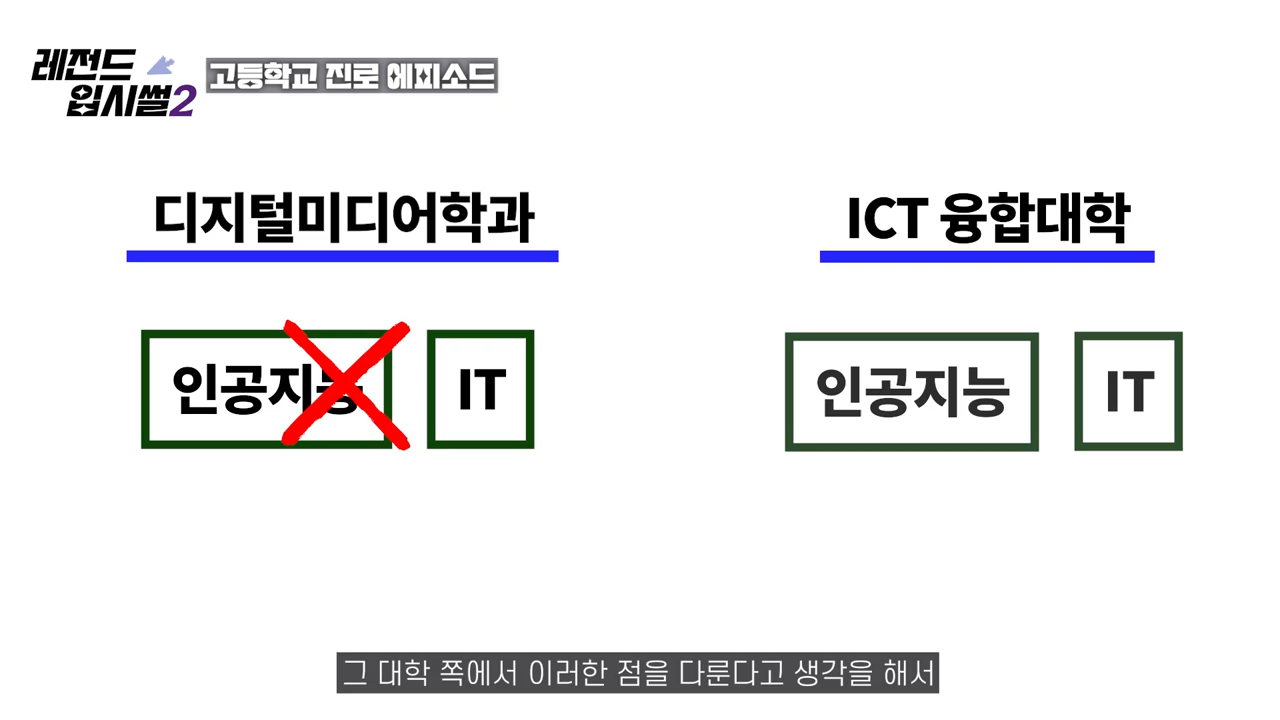 레전드
입시썰2
고등학교 진로 에피소드
디지털미디어학과
ICT 융합대학
인공지능
IT
인공지능
IT
그 대학 쪽에서 이러한 점을 다룬다고 생각을 해서